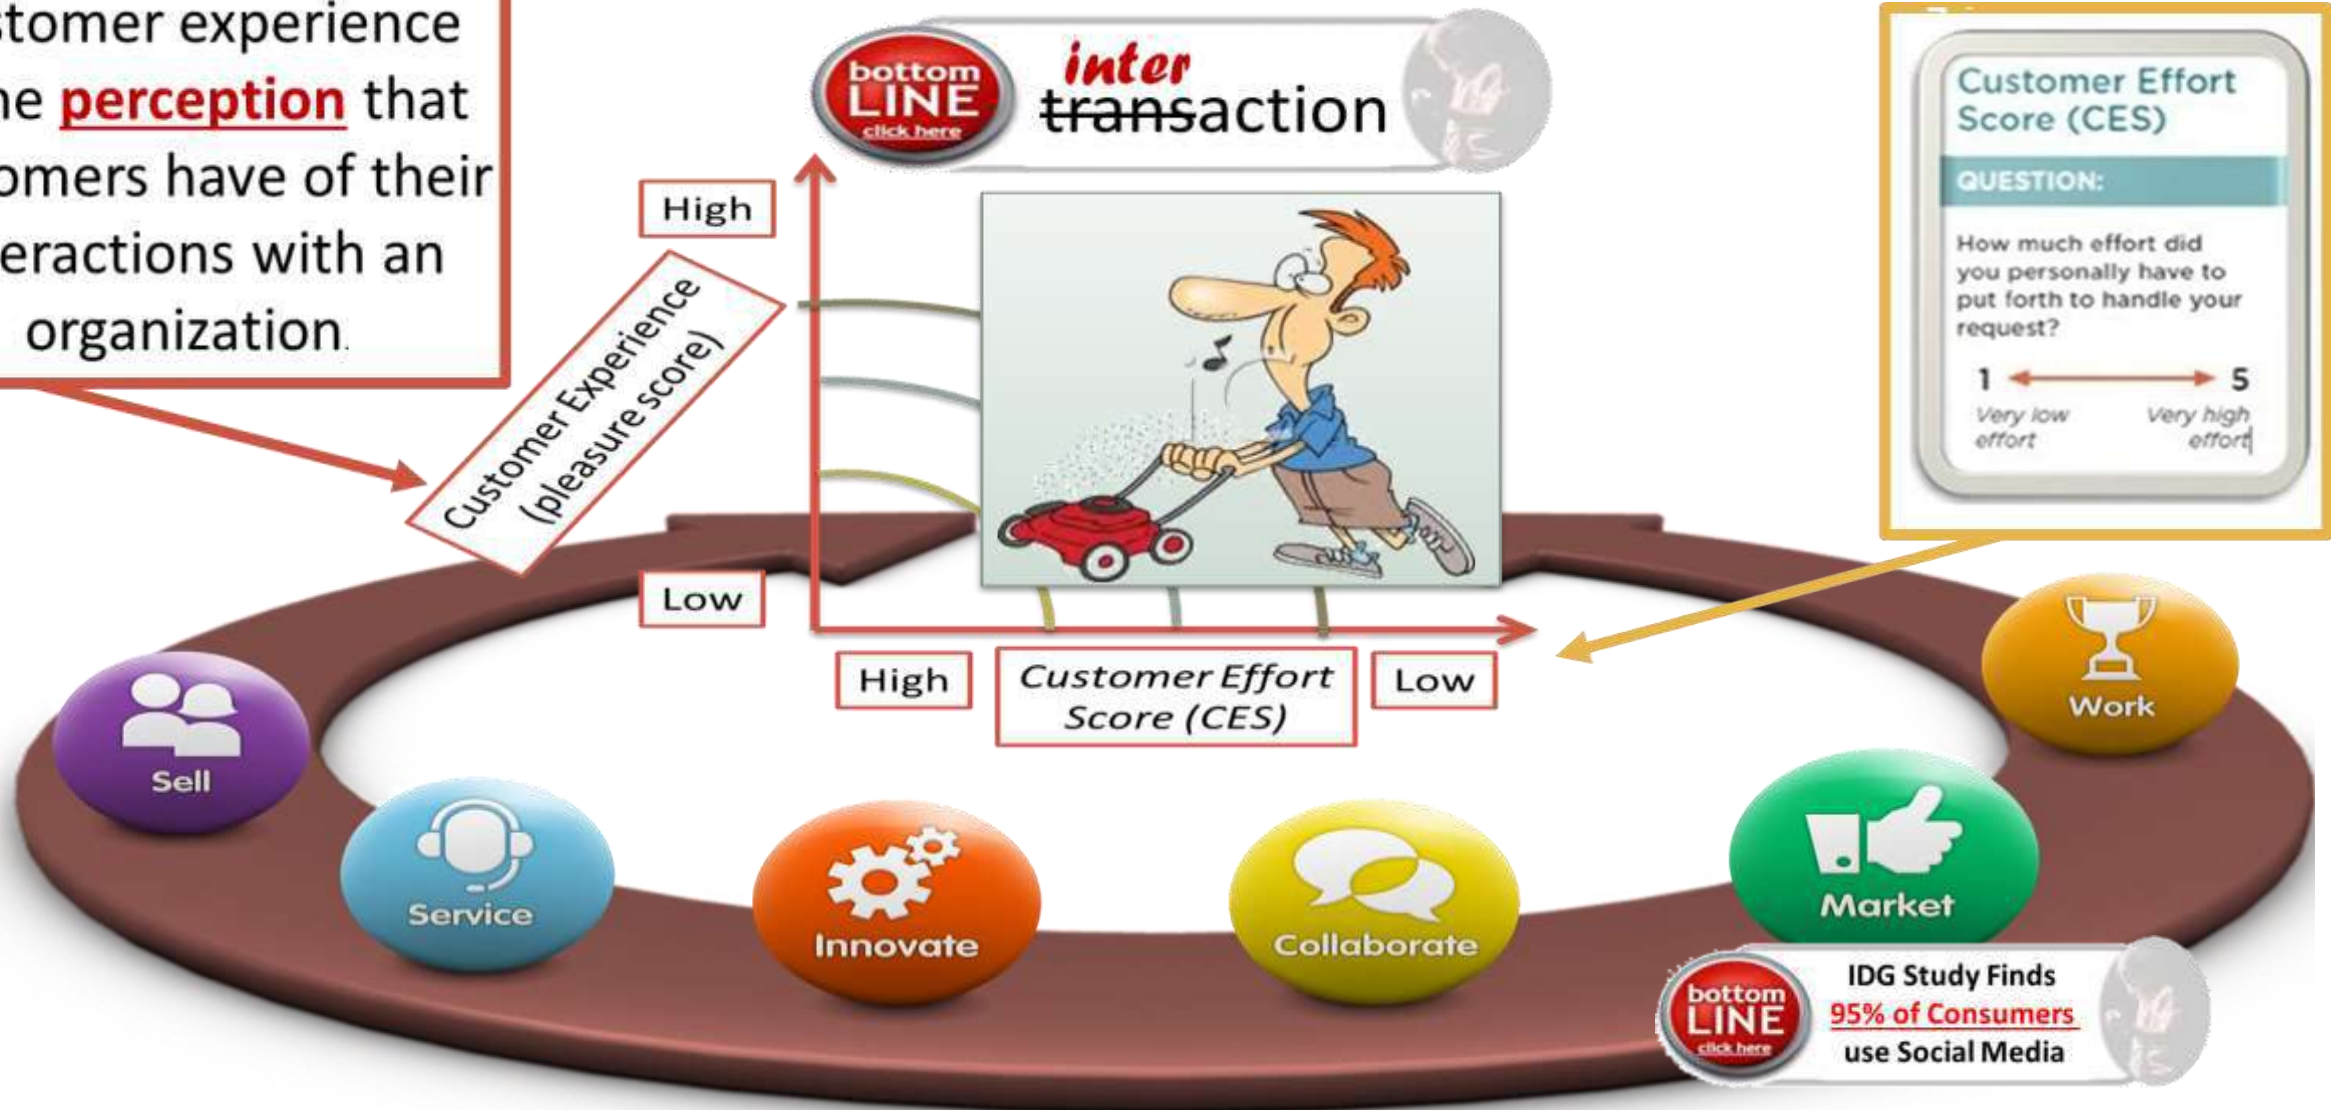 stomer experience
ne perception that
omers have of their
eractions with an
organization.
bottom
LINE
click here
inter
transaction
Customer Effort
Score (CES)
QUESTION:
How much effort did
you personally have to
put forth to handle your
request?
1 5
Very low Very high
effort effort
High
Customer Experience
(pleasure score)
Low
High
Customer Effort
Score (CES)
Low
Work
Sell
Service
Innovate
Collaborate
Market
bottom
LINE
click here
IDG Study Finds
95% of Consumers
use Social Media